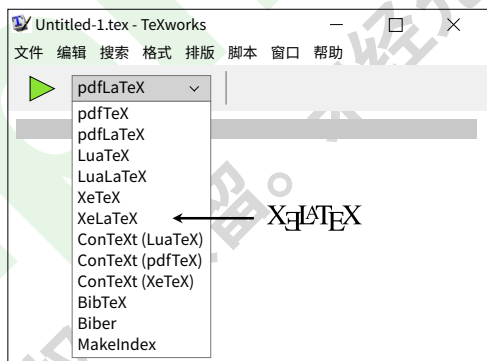 Untitled-1.tex - TeXworks
文件 编辑 搜索 格式 排版 脚本 窗口 帮助
pdfLaTeX
pdfTeX
pdfLaTeX
LuaTeX
LuaLaTeX
XeTeX
XeLaTeX
XƎLATEX
ConTeXt (LuaTeX)
ConTeXt (pdfTeX)
ConTeXt (XeTeX)
BibTeX
Biber
MakeIndex